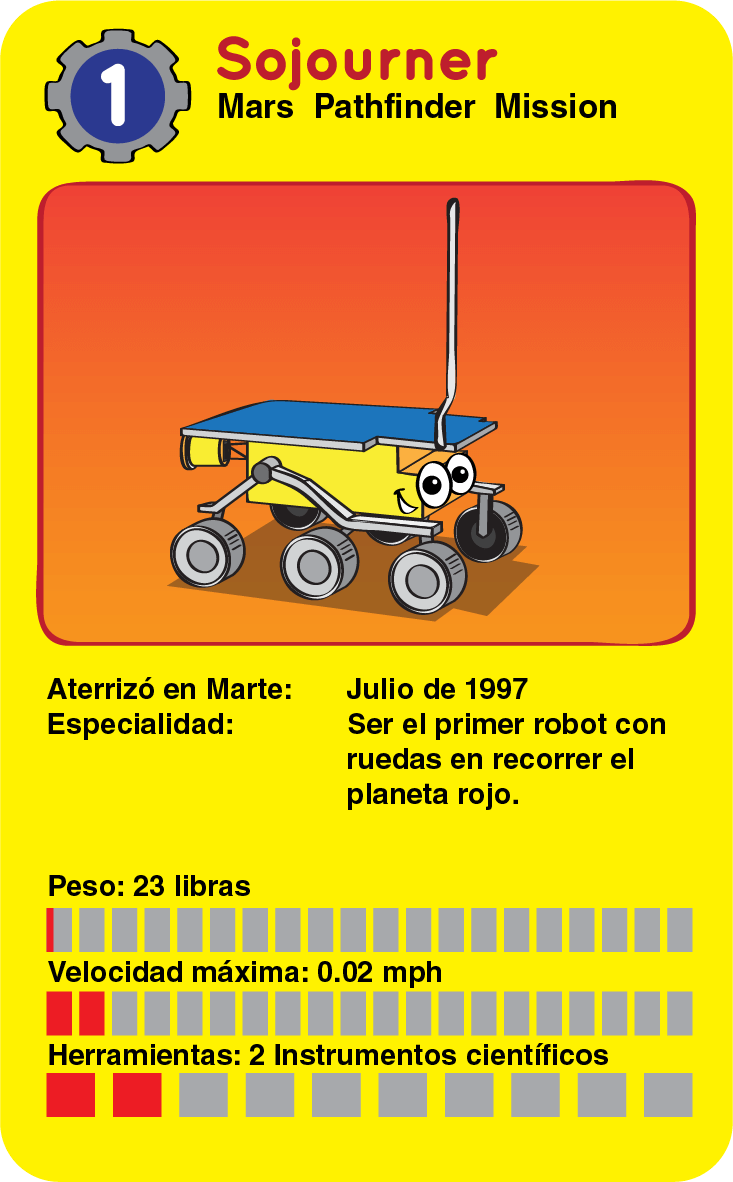 1
Sojourner
Mars Pathfinder Mission
Aterrizó en Marte: Julio de 1997
Especialidad: Ser el primer robot con
ruedas en recorrer el
planeta rojo.
Peso: 23 libras
Velocidad máxima: 0.02 mph
Herramientas: 2 Instrumentos científicos